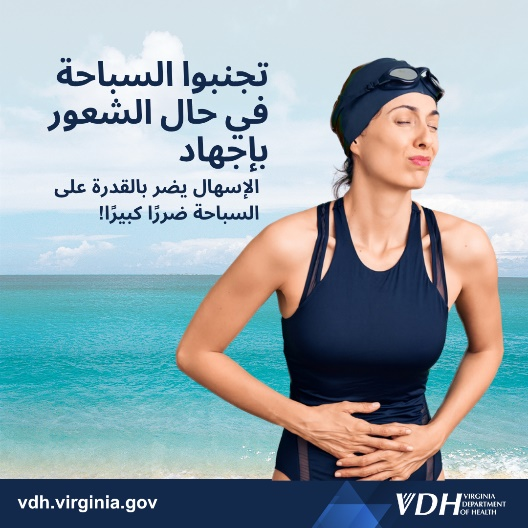 تجنبوا السباحة
في حال الشعور
بإجهاد
الإسهال يضر بالقدرة على
السباحة ضررًا كبيرًا!
vdh.virginia.gov
VDH VIRGINIA
DEPARTMENT
OF HEALTH